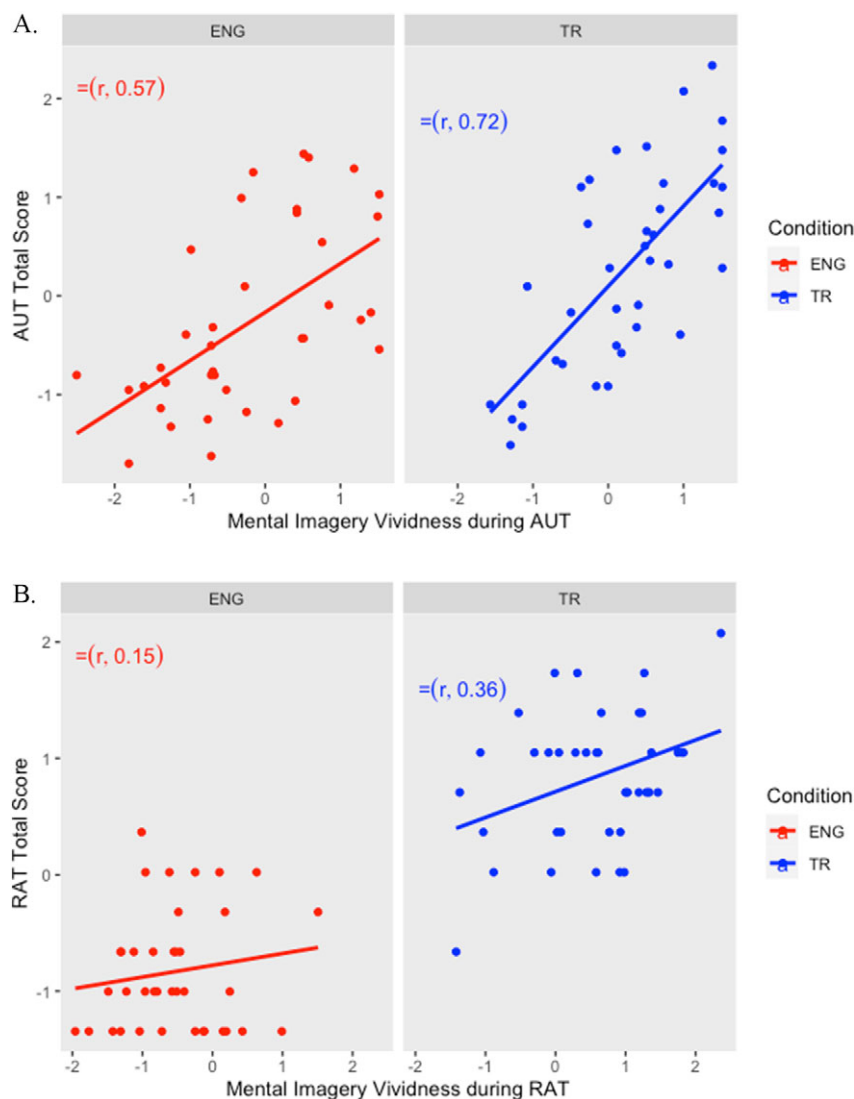 A.
ENG TR
=(r, 0.57)
=(r, 0.72)
2
1
0
-1
AUT Total Score
-2 -1 0 1 -2 -1 0 1
Mental Imagery Vividness during AUT
Condition
a ENG
a TR
B.
ENG TR
=(r, 0.15)
=(r, 0.36)
2
1
0
-1
RAT Total Score
-2 -1 0 1 2 -2 -1 0 1 2
Mental Imagery Vividness during RAT
Condition
a ENG
a TR